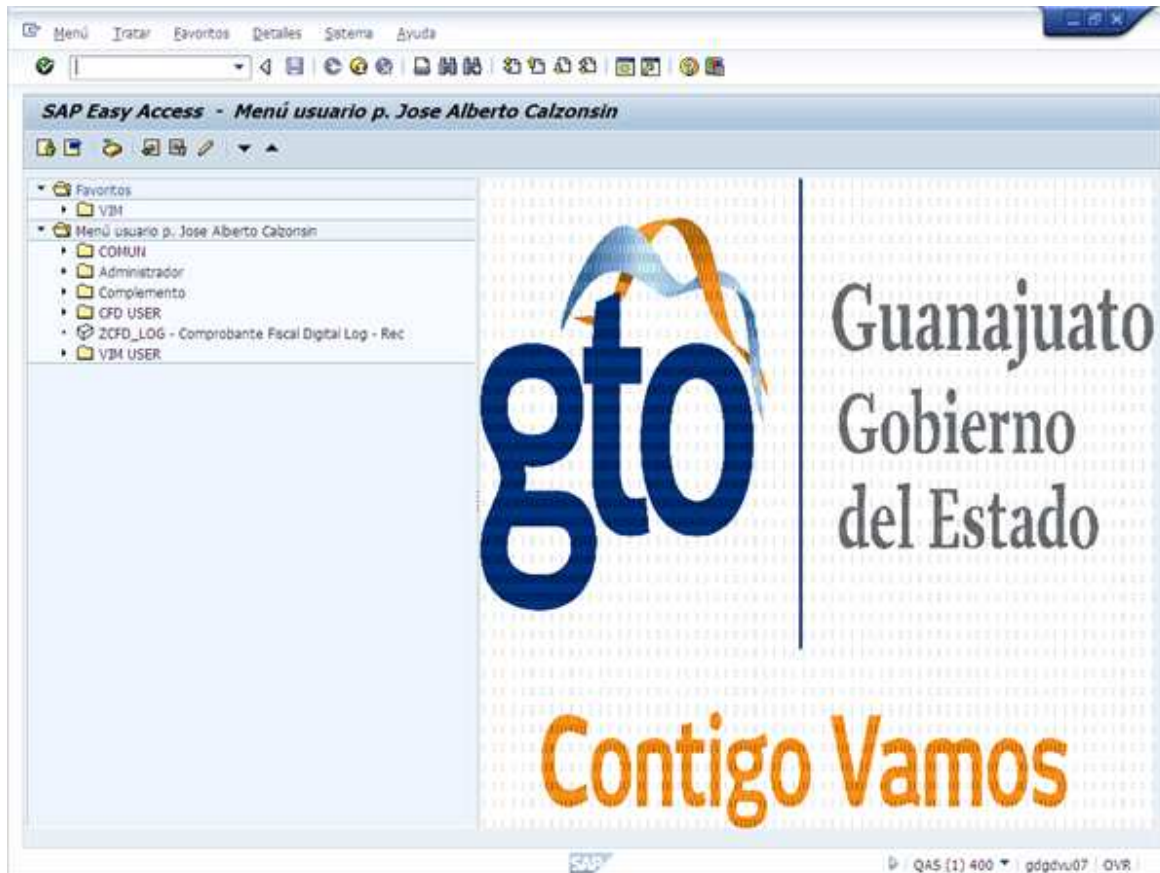 Menú Tratar Favoritos Detalles Sistema Ayuda
SAP Easy Access - Menú usuario p. Jose Alberto Calzonsin
Favoritos
VIM
Menú usuario p. Jose Alberto Calzonsin
COMUN
Administrador
Complemento
CFD USER
ZCFD_LOG - Comprobante Fiscal Digital Log - Rec
VIM USER
gto
Guanajuato
Gobierno
del Estado
Contigo Vamos
SAP
QAS (1) 400 gdgdvu07 OVR